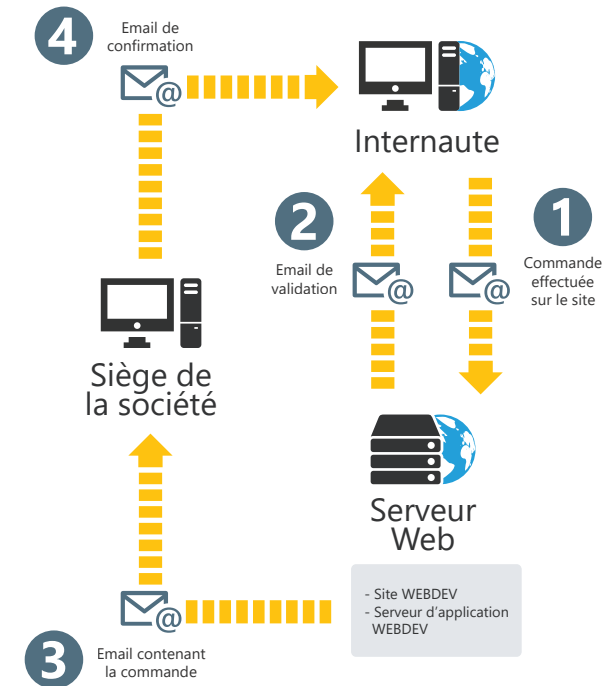 4
Email de
confirmation
Internaute
2
Email de
validation
1
Commande
effectuée
sur le site
Siège de
la société
Serveur
Web
- Site WEBDEV
- Serveur d'application
WEBDEV
3
Email contenant
la commande